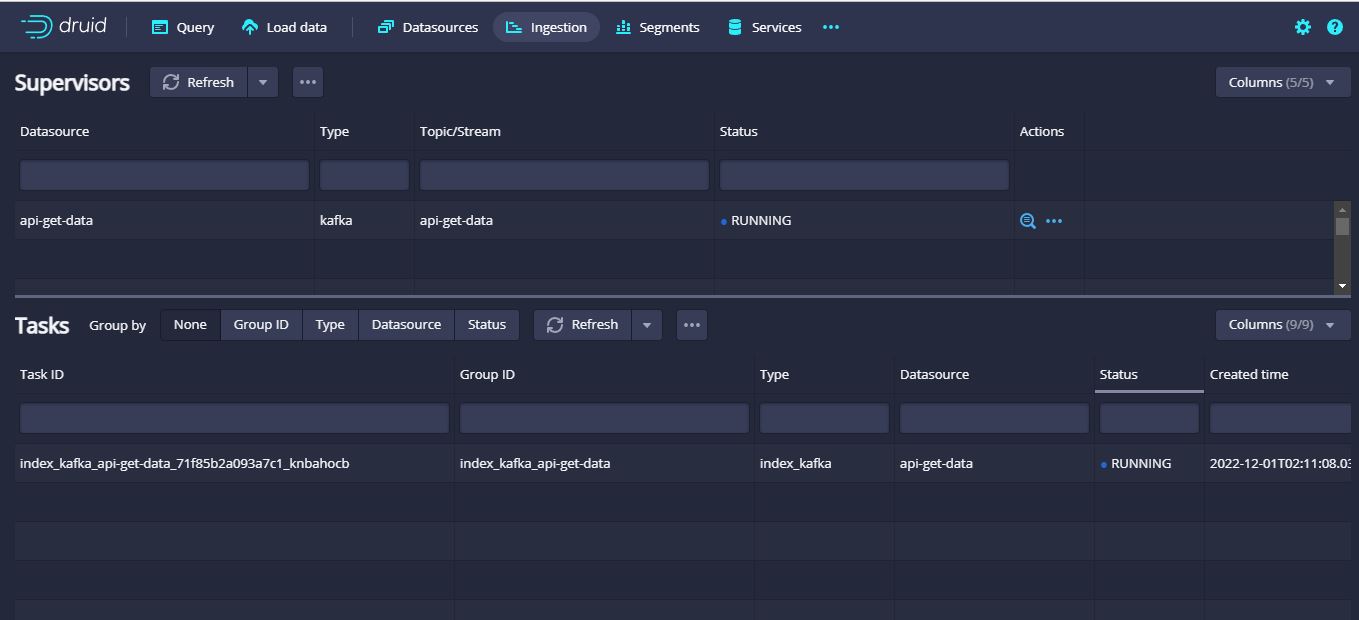 druid Query Load data Datasources Ingestion Segments Services
Supervisors Refresh Columns (5/5)
Datasource Type Topic/Stream Status Actions
api-get-data kafka api-get-data RUNNING
Tasks Group by None Group ID Type Datasource Status Refresh Columns (9/9)
Task ID Group ID Type Datasource Status Created time
index_kafka_api-get-data_71f85b2a093a7c1_knbahocb index_kafka_api-get-data index_kafka api-get-data RUNNING 2022-12-01T02:11:08.03